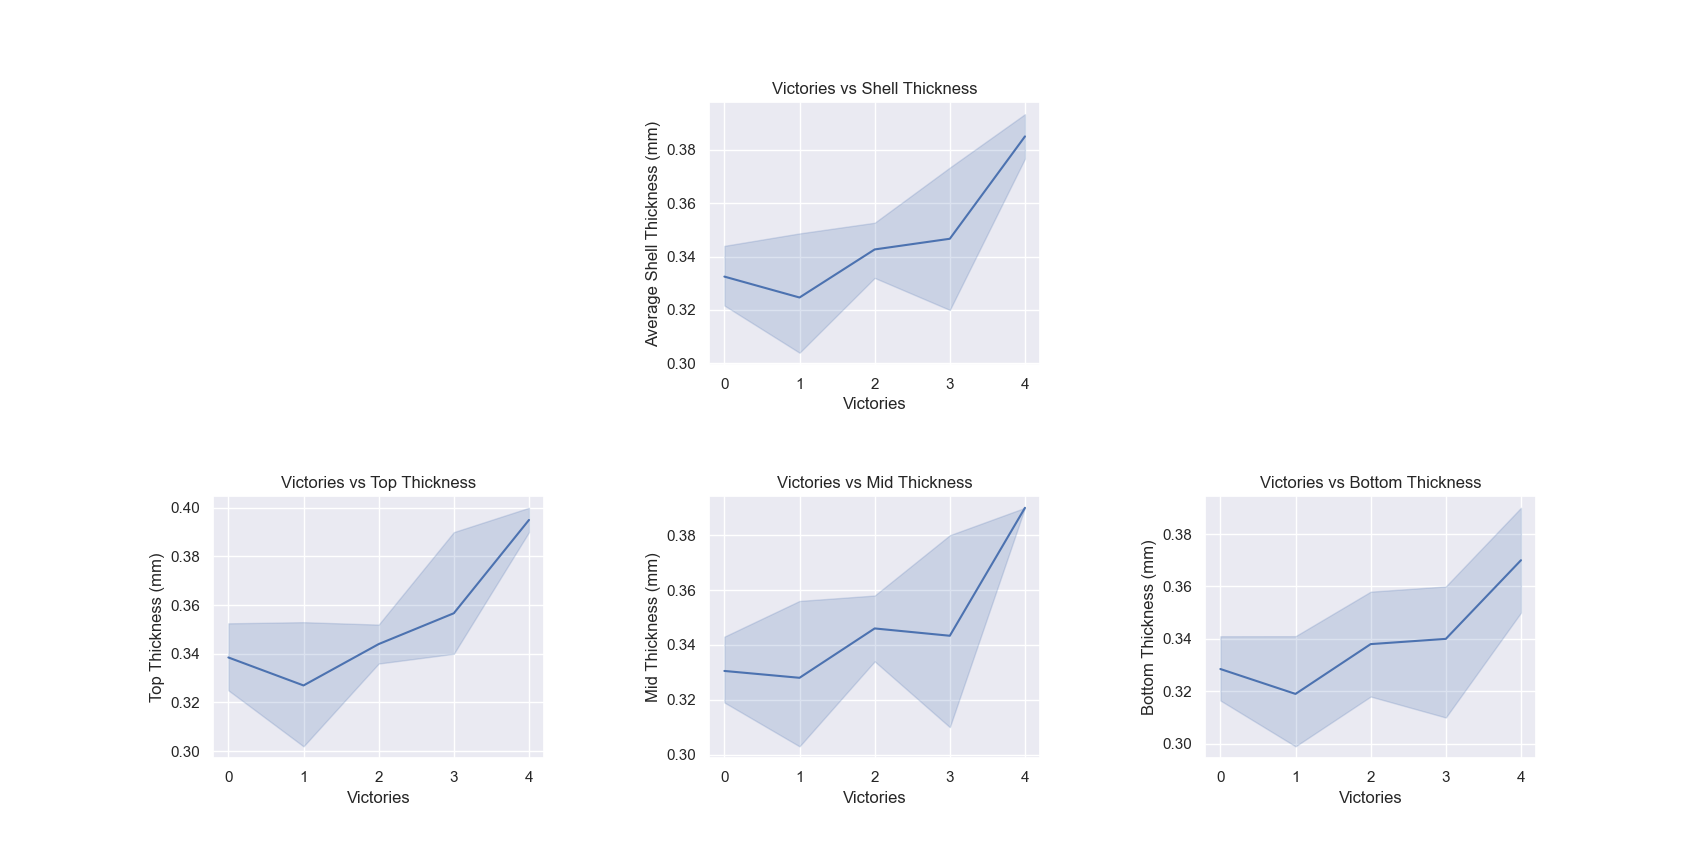 Victories vs Shell Thickness
Average Shell Thickness (mm)
0.38
0.36
0.34
0.32
0.30
0 1 2 3 4
Victories
Victories vs Top Thickness
Top Thickness (mm)
0.40
0.38
0.36
0.34
0.32
0.30
0 1 2 3 4
Victories
Victories vs Mid Thickness
Mid Thickness (mm)
0.38
0.36
0.34
0.32
0.30
0 1 2 3 4
Victories
Victories vs Bottom Thickness
Bottom Thickness (mm)
0.38
0.36
0.34
0.32
0.30
0 1 2 3 4
Victories